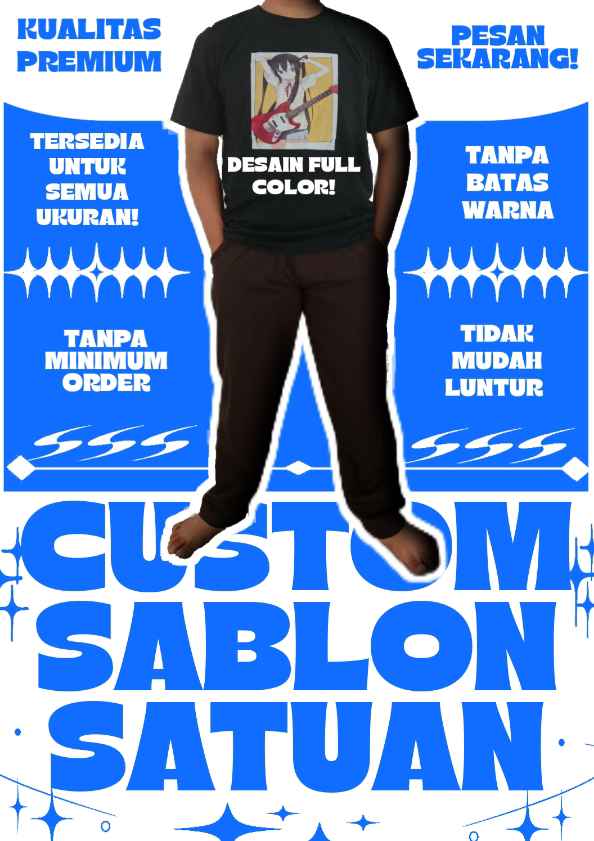 KUALITAS
PREMIUM
PESAN
SEKARANG!
TERSEDIA
UNTUK
SEMUA
UKURAN!
DESAIN FULL
COLOR!
TANPA
BATAS
WARNA
TANPA
MINIMUM
ORDER
TIDAK
MUDAH
LUNTUR
CUSTOM
SABLON
SATUAN